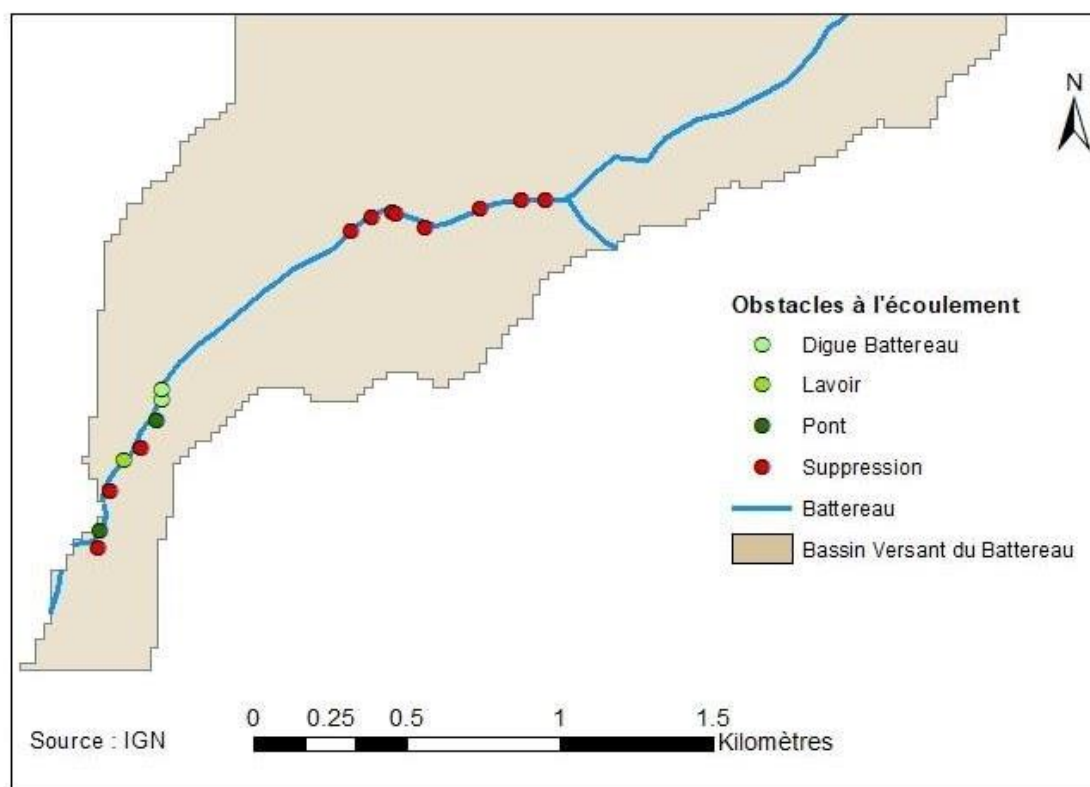 N
Obstacles à l'écoulement
Digue Battereau
Lavoir
Pont
Suppression
Battereau
Bassin Versant du Battereau
0 0.25 0.5 1 1.5
Kilomètres
Source : IGN